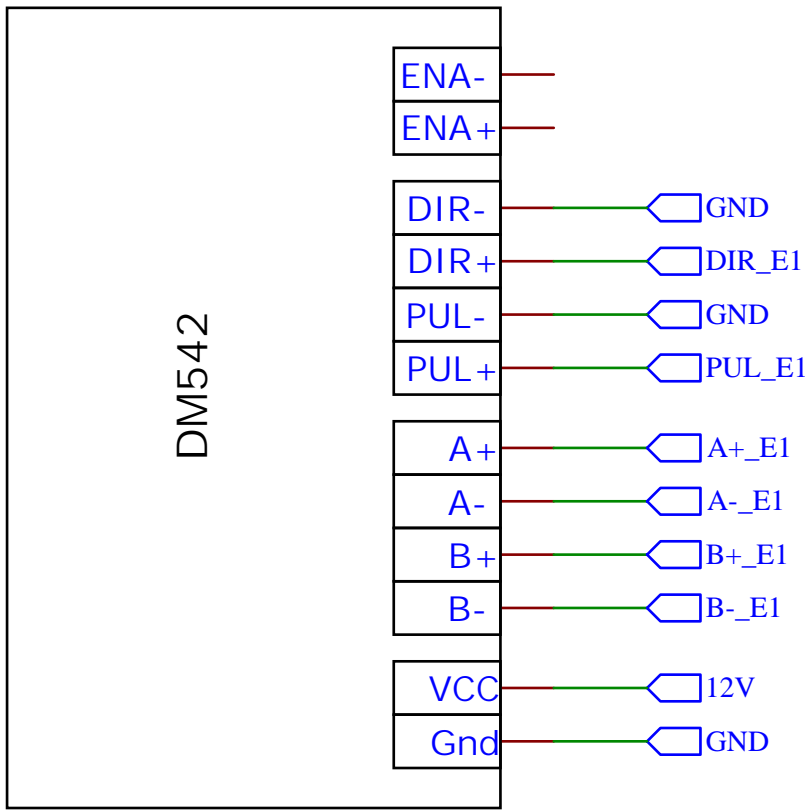 DM542
ENA-
ENA+
DIR- GND
DIR+ DIR_E1
PUL- GND
PUL+ PUL_E1
A+ A+_E1
A- A-_E1
B+ B+_E1
B- B-_E1
VCC 12V
Gnd GND